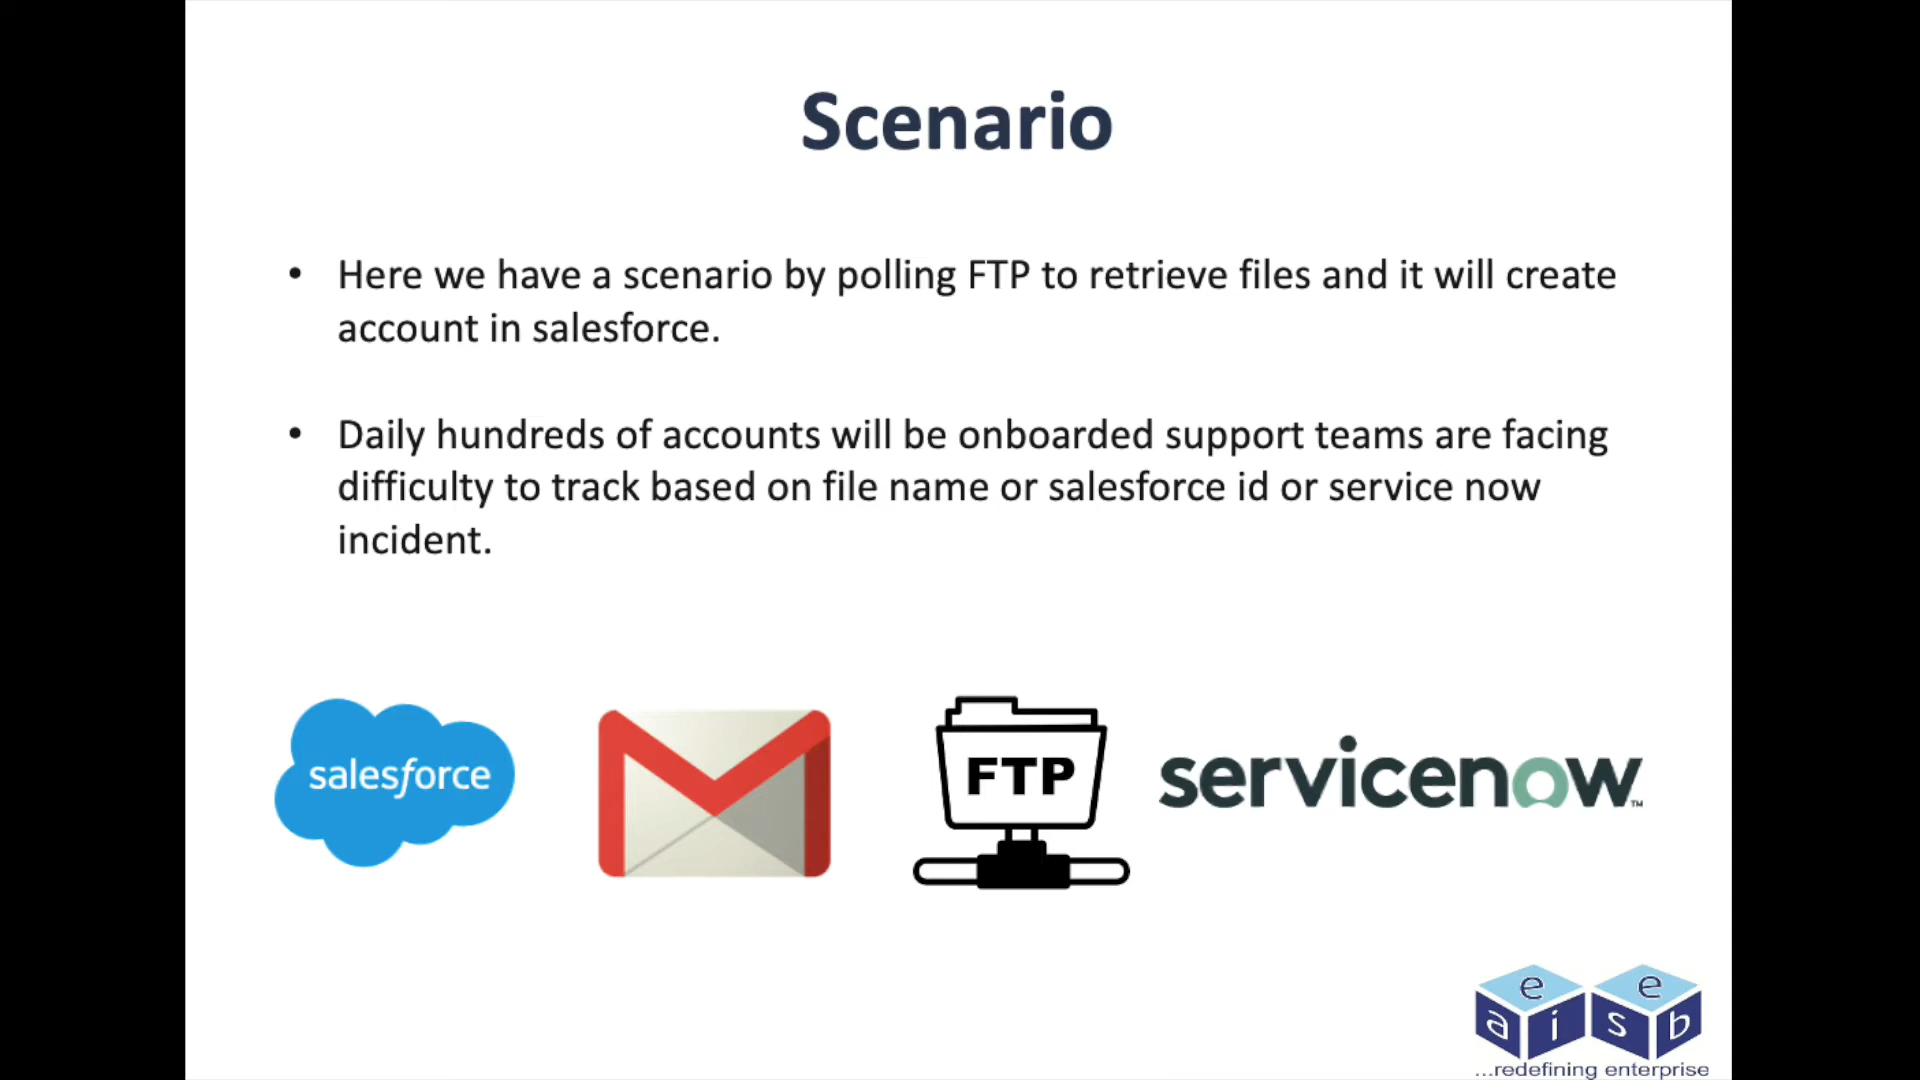 Scenario
• Here we have a scenario by polling FTP to retrieve files and it will create
account in salesforce.
• Daily hundreds of accounts will be onboarded support teams are facing
difficulty to track based on file name or salesforce id or service now
incident.
salesforce
FTP
servicenow™
e e
a i s b
...redefining enterprise